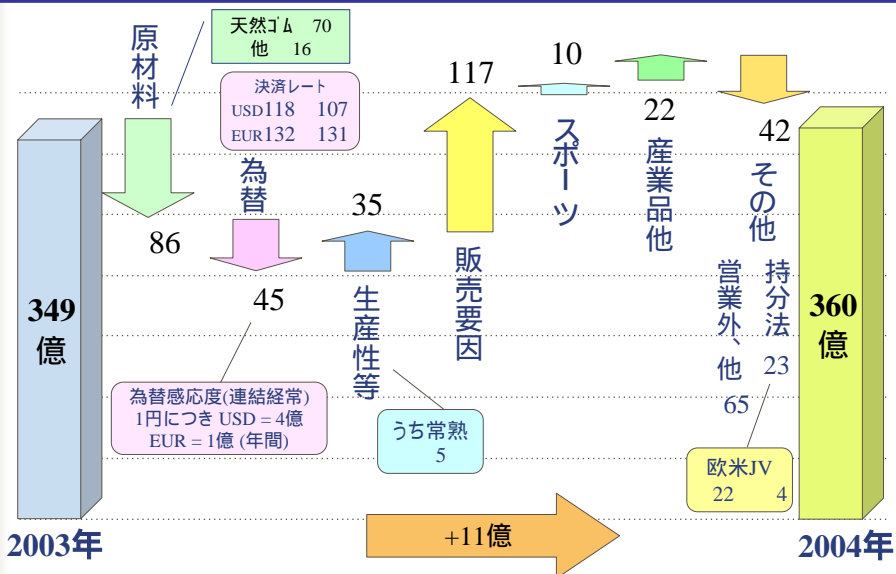 原材料
天然ゴム 70
他 16
決済レート
USD118 107
EUR132 131
86
為替
45
為替感応度(連結経常)
1円につき USD = 4億
EUR = 1億 (年間)
35
生産性等
うち常熟
5
117
販売要因
10
スポーツ
22
産業品他
42
その他
持分法 23
営業外、他 65
欧米JV
22 4
349
億
2003年
+11億
360
億
2004年